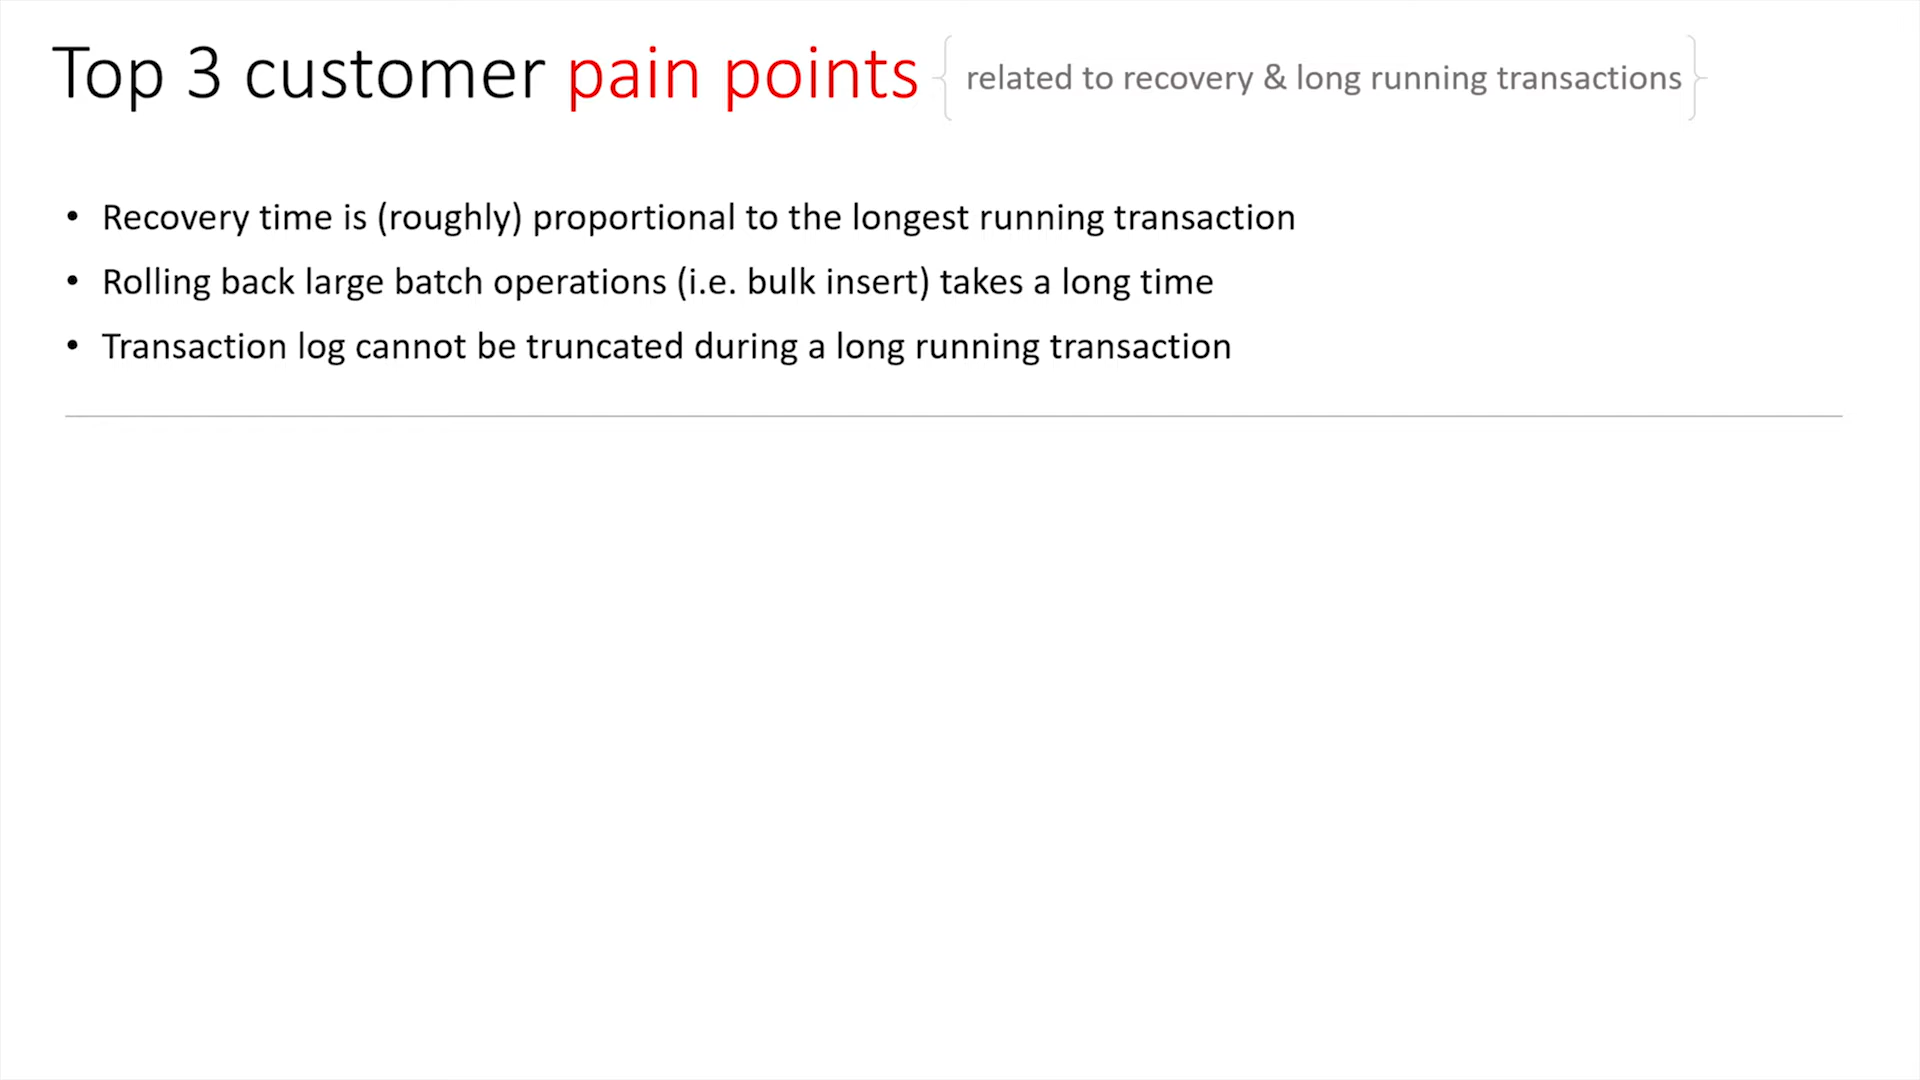 Top 3 customer pain points related to recovery & long running transactions
• Recovery time is (roughly) proportional to the longest running transaction
• Rolling back large batch operations (i.e. bulk insert) takes a long time
• Transaction log cannot be truncated during a long running transaction